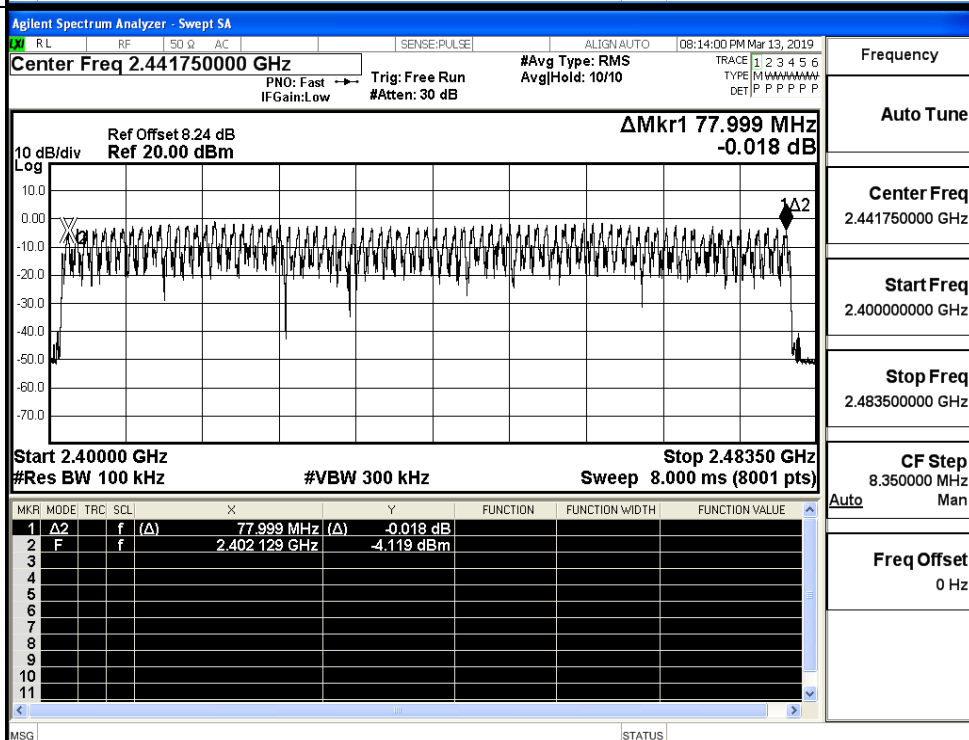 Agilent Spectrum Analyzer - Swept SA
LXI RL RF 50 Ω AC SENSE:PULSE ALIGNAUTO 08:14:00 PM Mar 13, 2019
Center Freq 2.441750000 GHz
PNO: Fast
IFGain:Low
Trig: Free Run
#Atten: 30 dB
#Avg Type: RMS
Avg|Hold: 10/10
TRACE 1 2 3 4 5 6
TYPE M W W W W W
DET P P P P P P
Ref Offset 8.24 dB
10 dB/div Ref 20.00 dBm
Log
ΔMkr1 77.999 MHz
-0.018 dB
10.0
0.00
-10.0
-20.0
-30.0
-40.0
-50.0
-60.0
-70.0
2
1Δ2
Start 2.40000 GHz Stop 2.48350 GHz
#Res BW 100 kHz #VBW 300 kHz Sweep 8.000 ms (8001 pts)
MKR MODE TRC SCL X Y FUNCTION FUNCTION WIDTH FUNCTION VALUE
1 Δ2 f (Δ) 77.999 MHz (Δ) -0.018 dB
2 F f 2.402 129 GHz -4.119 dBm
3
4
5
6
7
8
9
10
11
MSG STATUS
Frequency
Auto Tune
Center Freq
2.441750000 GHz
Start Freq
2.400000000 GHz
Stop Freq
2.483500000 GHz
CF Step
8.350000 MHz
Auto Man
Freq Offset
0 Hz